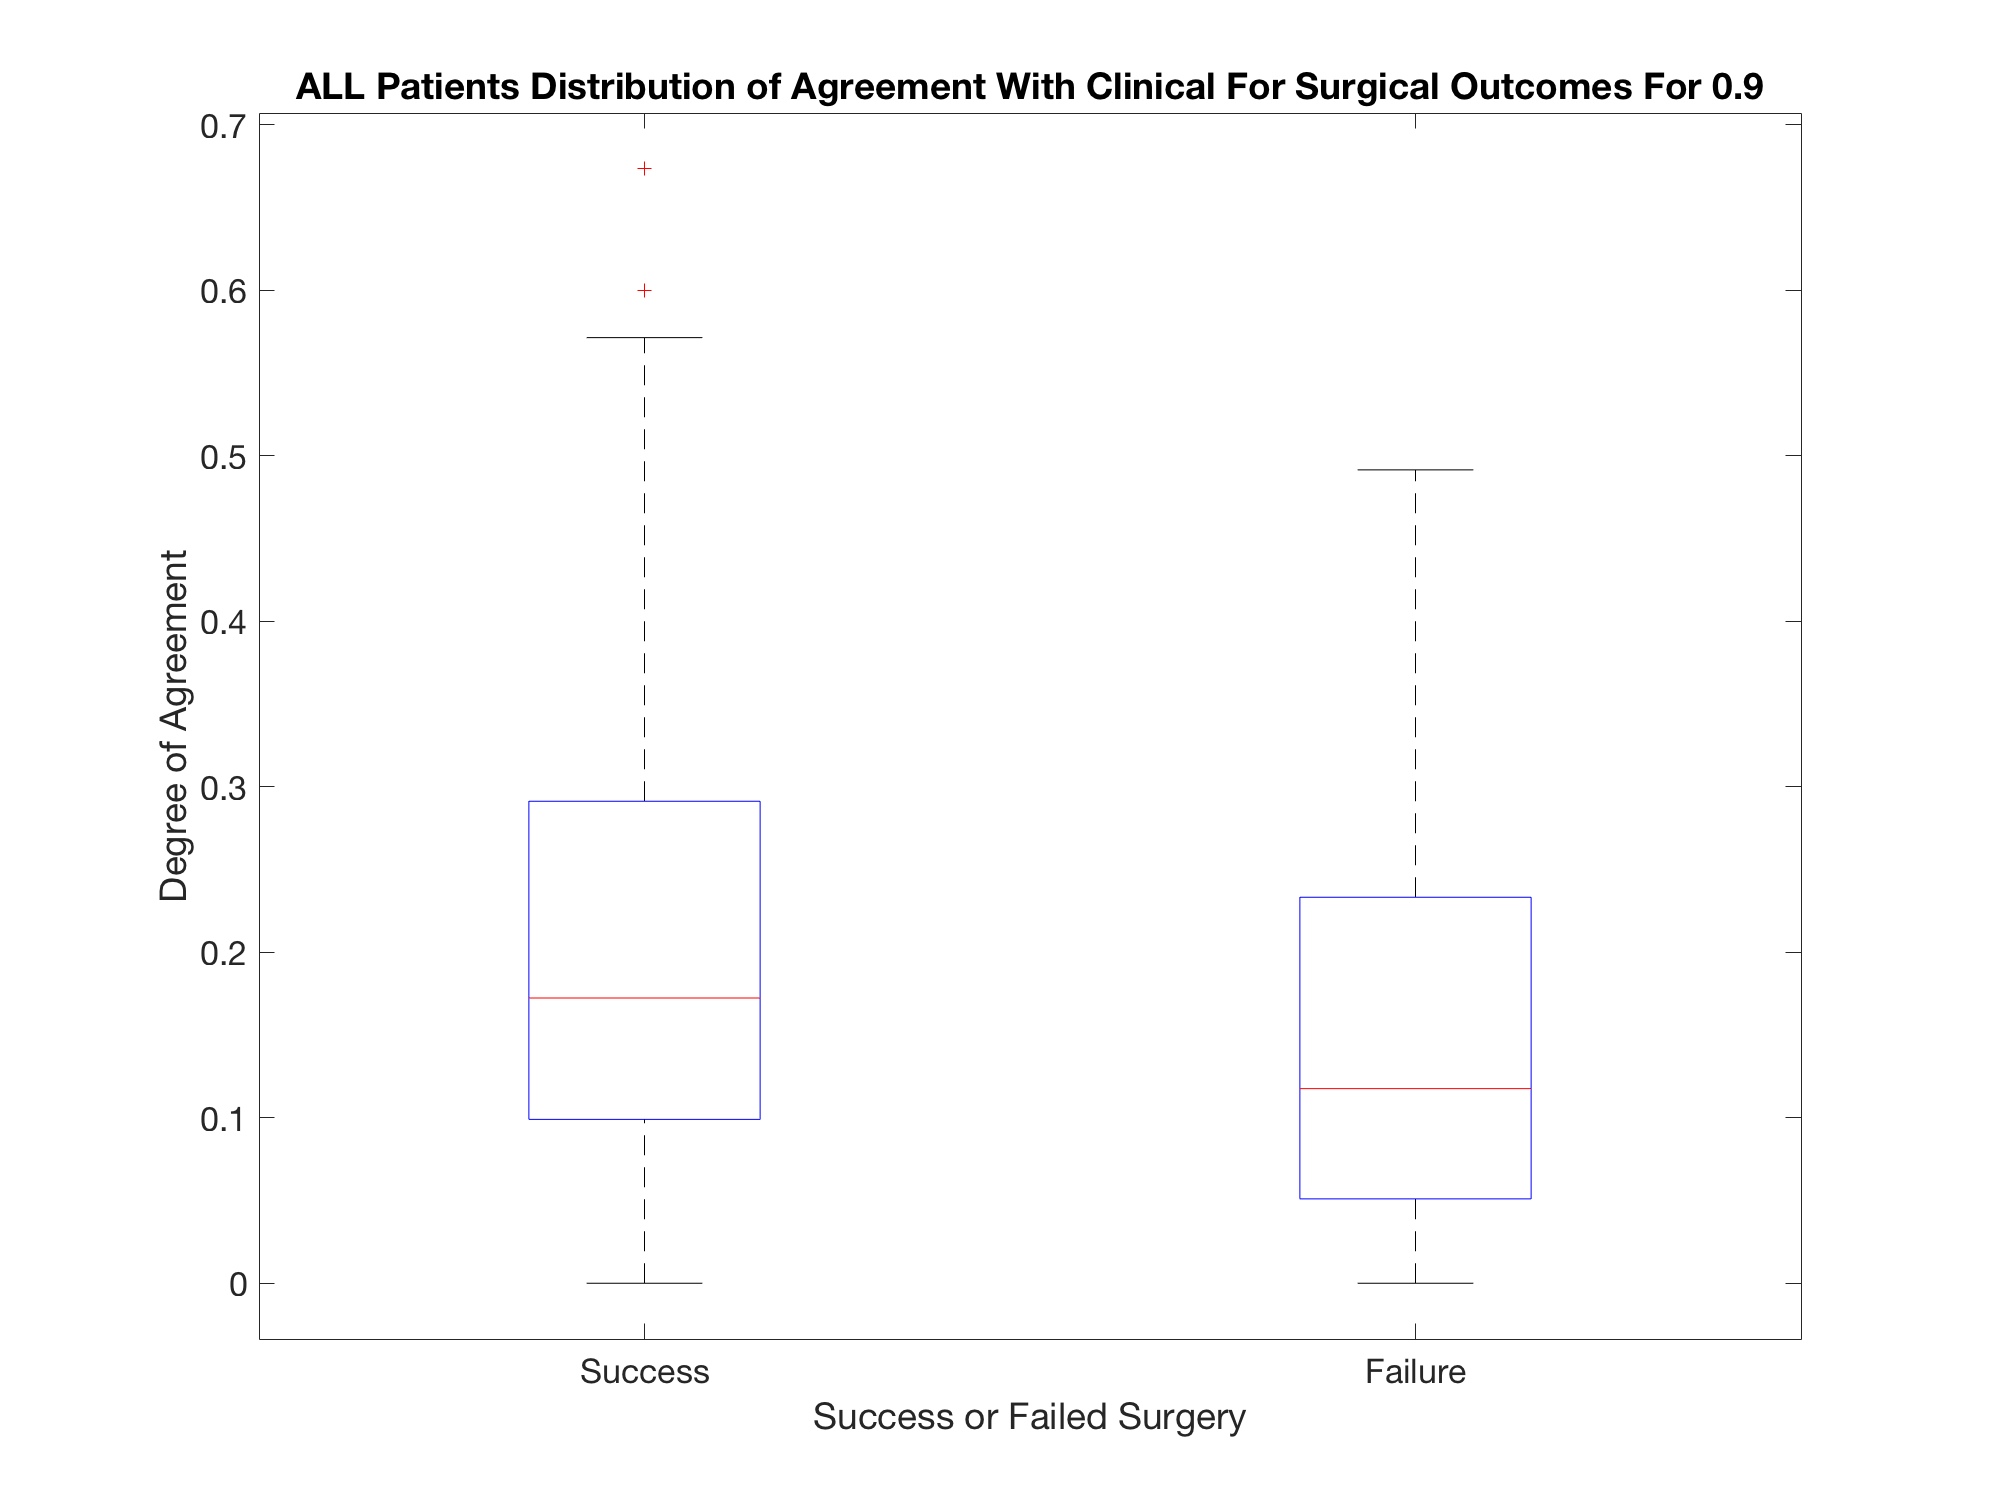 ALL Patients Distribution of Agreement With Clinical For Surgical Outcomes For 0.9
0.7
0.6
0.5
0.4
0.3
0.2
0.1
0
Degree of Agreement
Success
Failure
Success or Failed Surgery